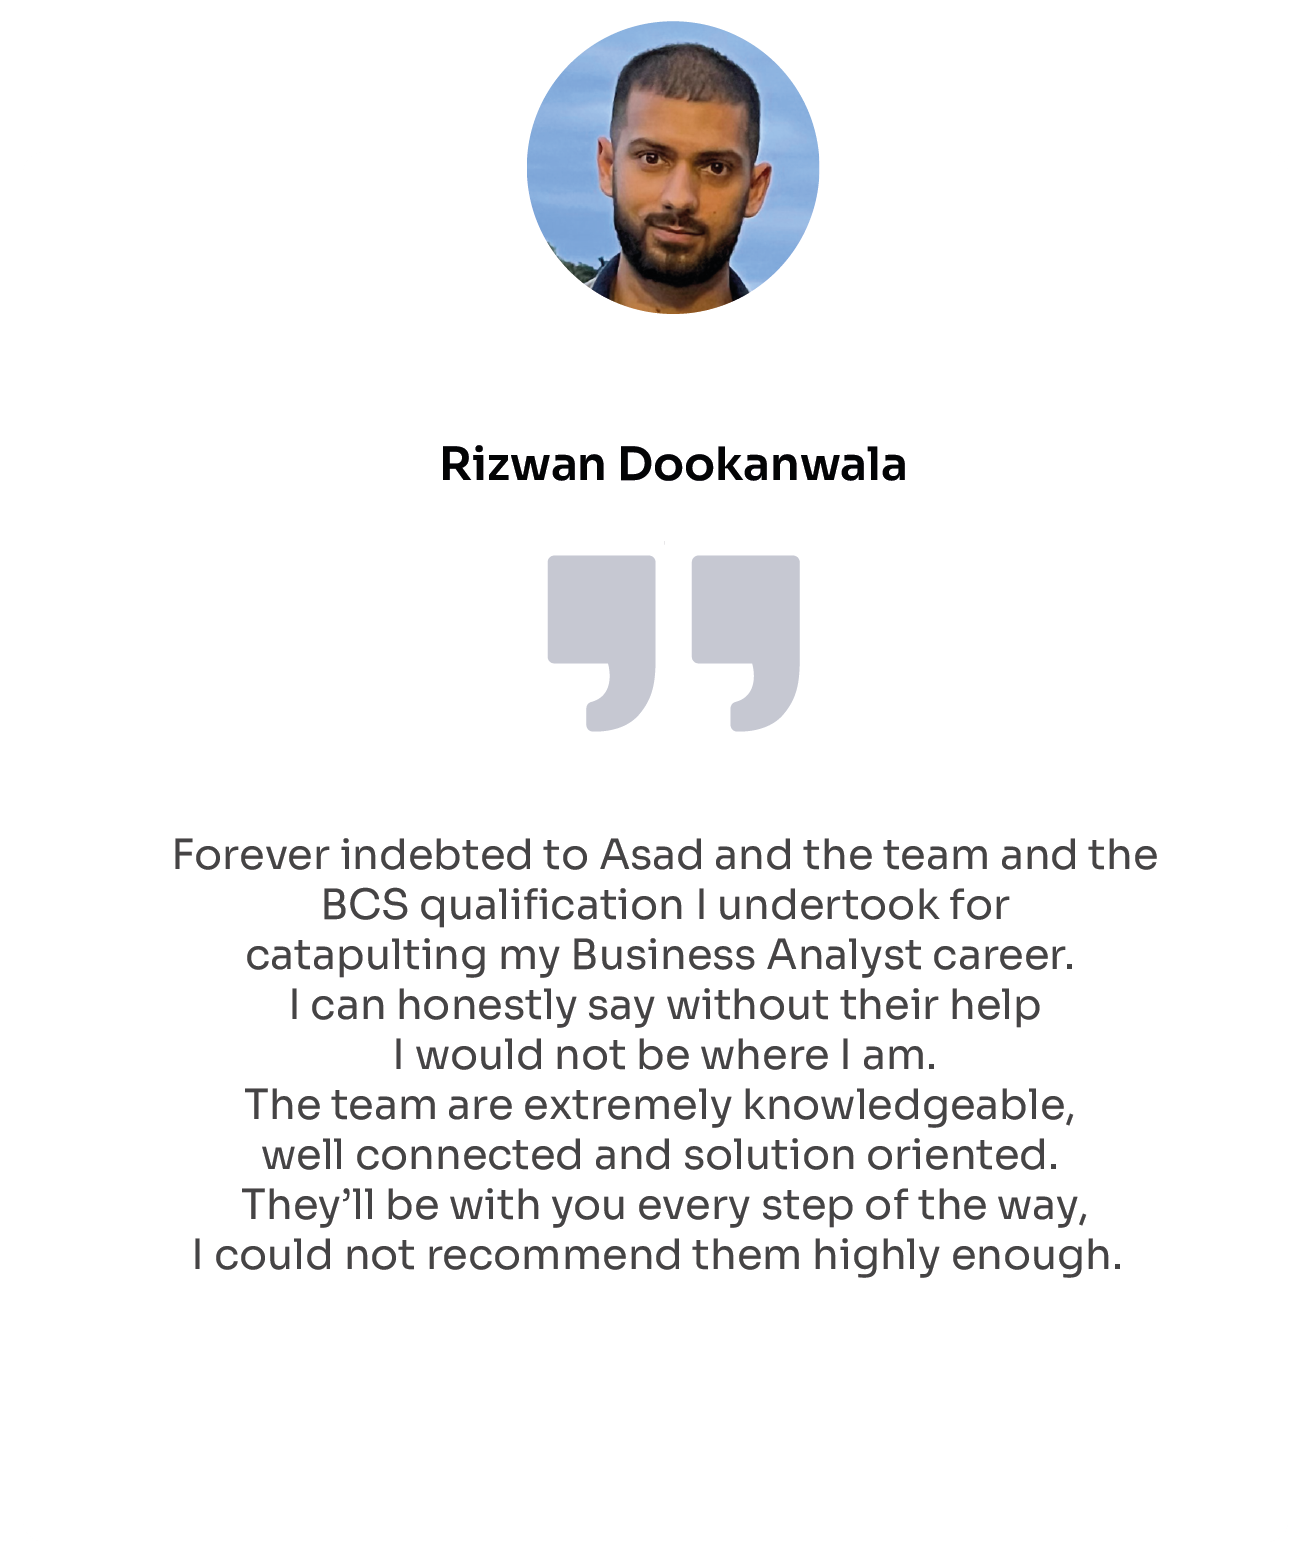 Rizwan Dookanwala
Forever indebted to Asad and the team and the
BCS qualification I undertook for
catapulting my Business Analyst career.
I can honestly say without their help
I would not be where I am.
The team are extremely knowledgeable,
well connected and solution oriented.
They’ll be with you every step of the way,
I could not recommend them highly enough.